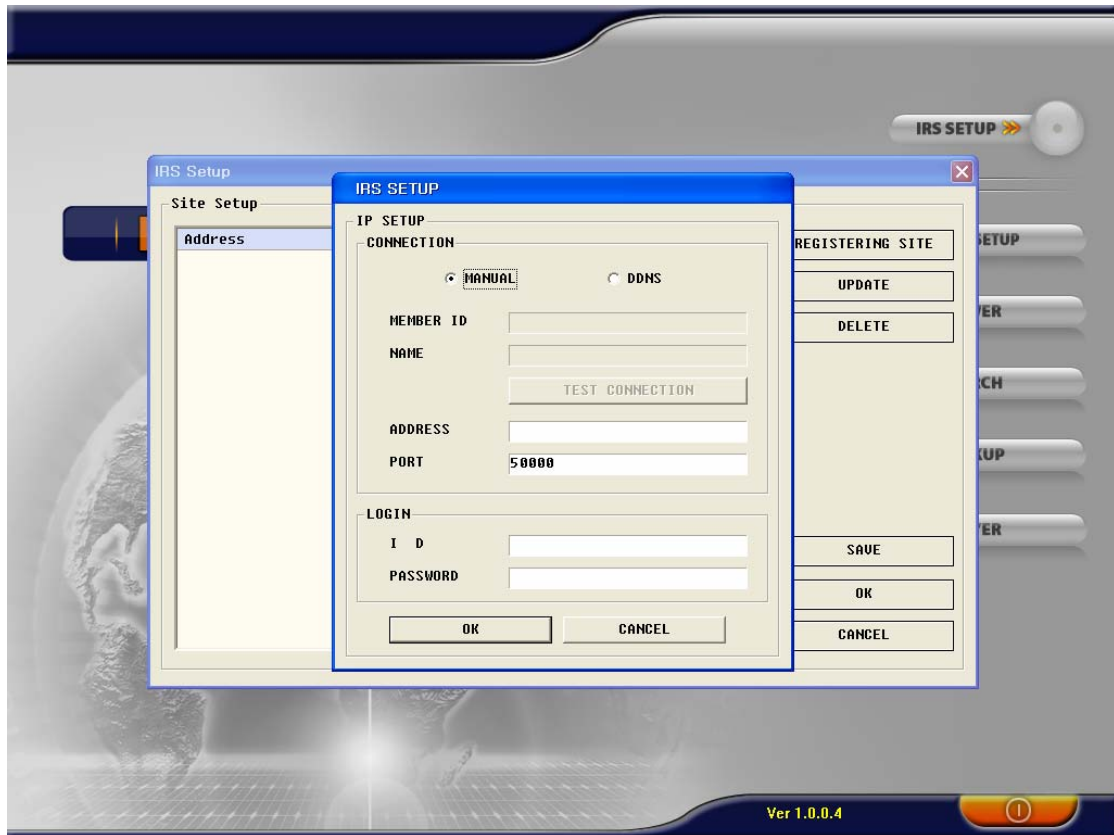 IRS SETUP
IRS Setup
Site Setup
Address
REGISTERING SITE
UPDATE
DELETE
SAVE
OK
CANCEL
IRS SETUP
IP SETUP
CONNECTION
MANUAL DDNS
MEMBER ID
NAME
TEST CONNECTION
ADDRESS
PORT 50000
LOGIN
I D
PASSWORD
OK CANCEL
SETUP
Ver 1.0.0.4